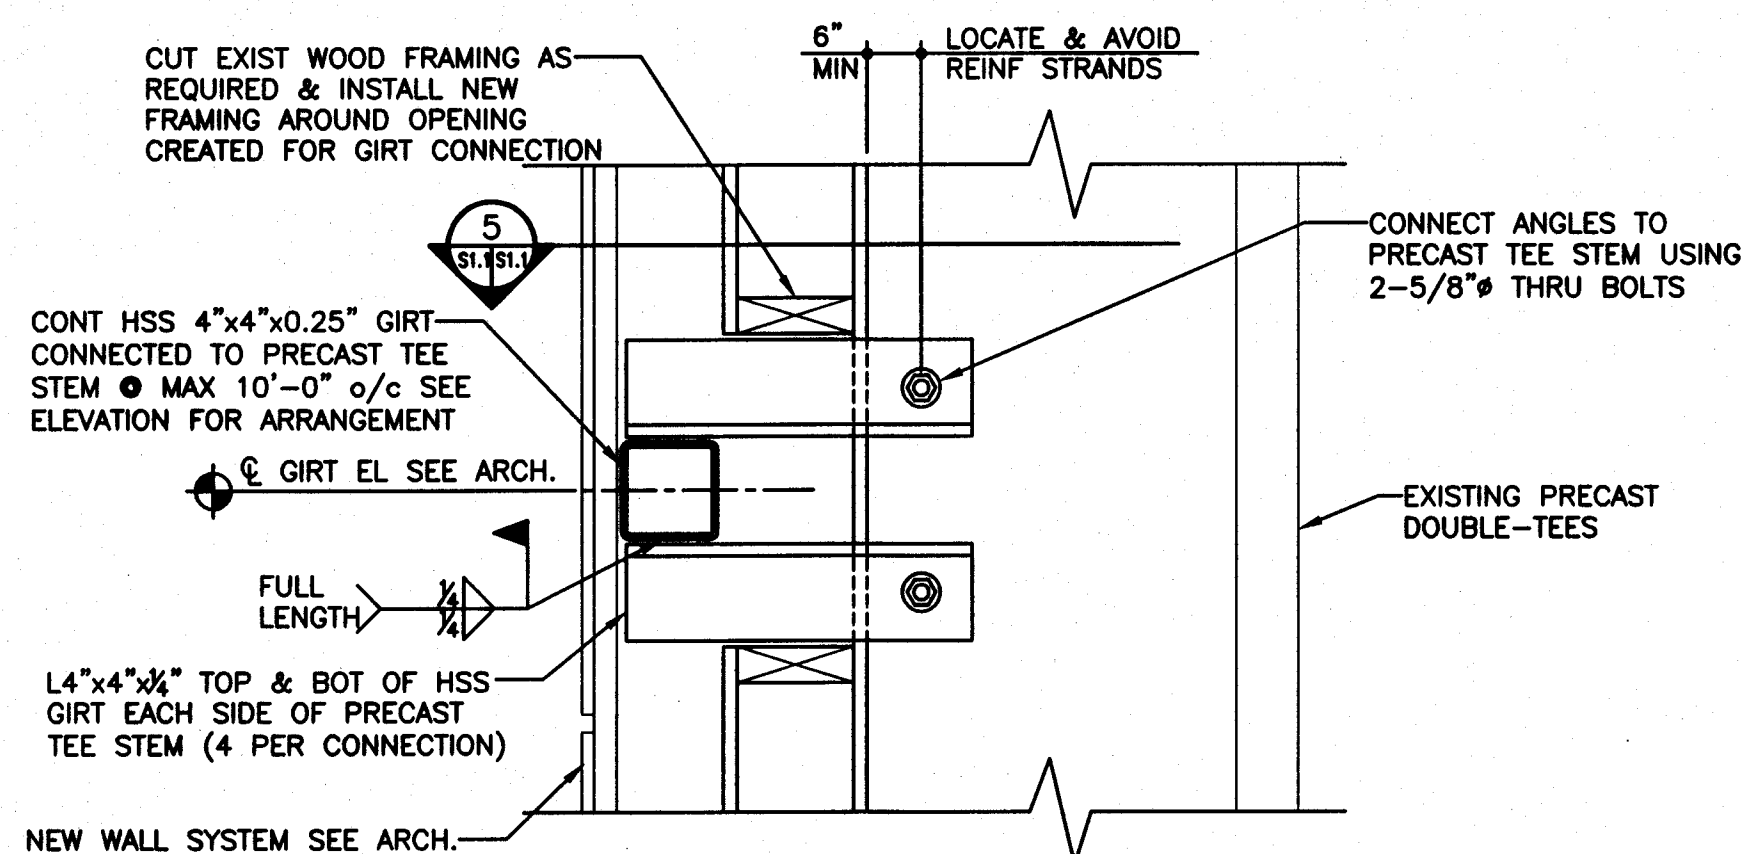 CUT EXIST WOOD FRAMING AS
REQUIRED & INSTALL NEW
FRAMING AROUND OPENING
CREATED FOR GIRT CONNECTION
6"
MIN
LOCATE & AVOID
REINF STRANDS
5
S1.1 S1.1
CONNECT ANGLES TO
PRECAST TEE STEM USING
2-5/8"ø THRU BOLTS
CONT HSS 4"x4"x0.25" GIRT
CONNECTED TO PRECAST TEE
STEM @ MAX 10'-0" o/c SEE
ELEVATION FOR ARRANGEMENT
℄ GIRT EL SEE ARCH.
EXISTING PRECAST
DOUBLE-TEES
FULL
LENGTH
1/4
1/4
L4"x4"x1/4" TOP & BOT OF HSS
GIRT EACH SIDE OF PRECAST
TEE STEM (4 PER CONNECTION)
NEW WALL SYSTEM SEE ARCH.